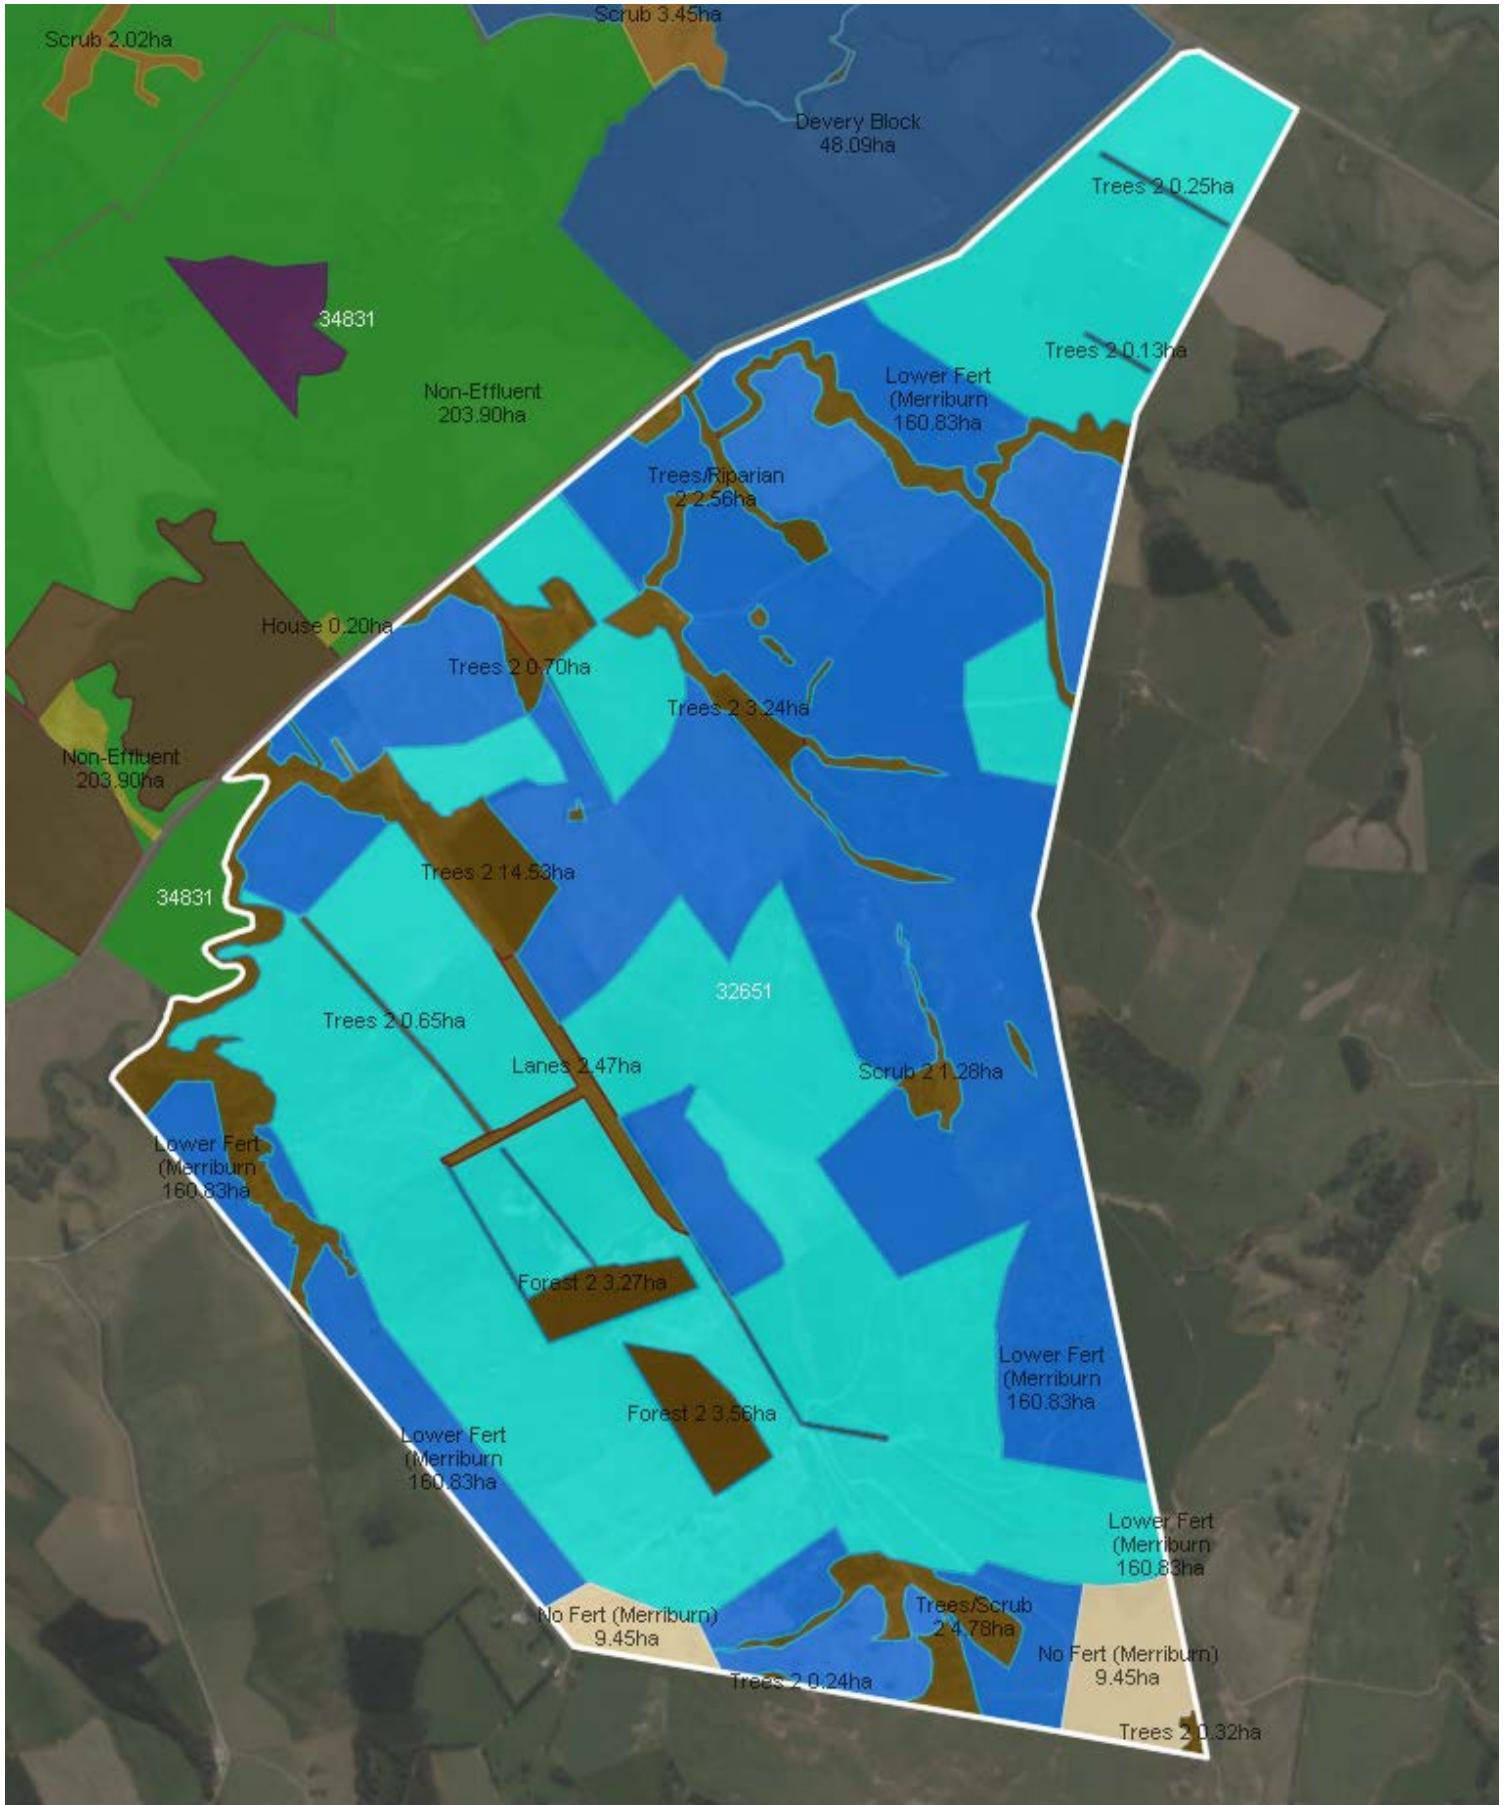 Scrub 3.45ha
Scrub 2.02ha
Devery Block
48.09ha
Trees 2 0.25ha
34831
Trees 2 0.13ha
Non-Effluent
203.90ha
Lower Fert
(Merriburn
160.83ha
Trees/Riparian
2 2.56ha
House 0.20ha
Trees 2 0.70ha
Trees 2 3.24ha
Non-Effluent
203.90ha
Trees 2 14.53ha
34831
32651
Trees 2 0.65ha
Lanes 2.47ha
Scrub 2 1.28ha
Lower Fert
(Merriburn
160.83ha
Forest 2 3.27ha
Lower Fert
(Merriburn
160.83ha
Forest 2 3.56ha
Lower Fert
(Merriburn
160.83ha
Lower Fert
(Merriburn
160.83ha
No Fert (Merriburn)
9.45ha
Trees/Scrub
2 4.78ha
No Fert (Merriburn)
9.45ha
Trees 2 0.24ha
Trees 2 0.32ha